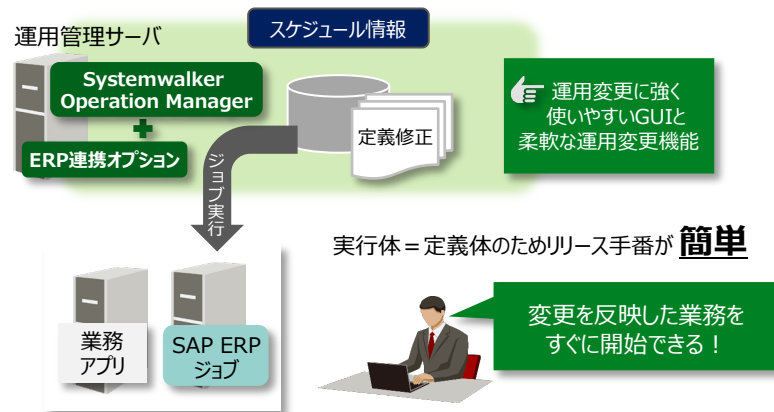 運用管理サーバ
スケジュール情報
Systemwalker
Operation Manager
ERP連携オプション
定義修正
ジョブ実行
運用変更に強く
使いやすいGUIと
柔軟な運用変更機能
実行体=定義体のためリリース手番が 簡単
業務
アプリ
SAP ERP
ジョブ
変更を反映した業務を
すぐに開始できる！